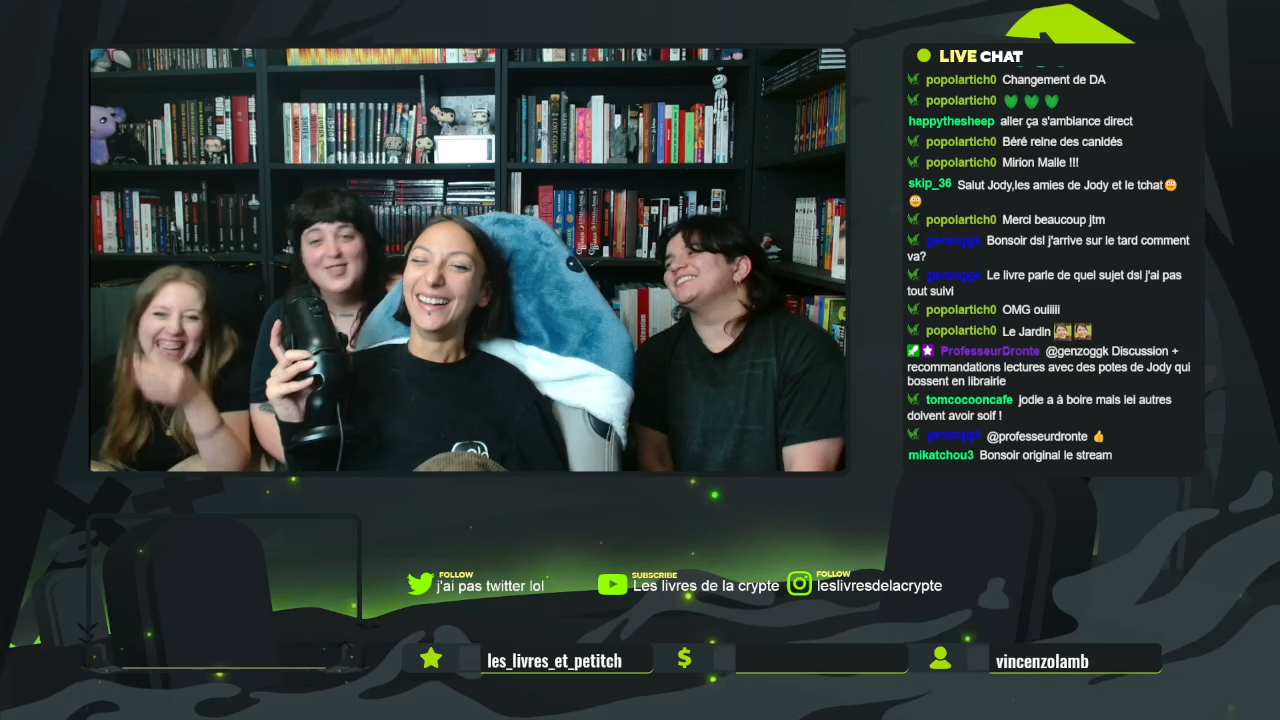 LIVE CHAT
popolartich0 Changement de DA
popolartich0 💚 💚 💚
happythesheep aller ça s'ambiance direct
popolartich0 Béré reine des canidés
popolartich0 Mirion Malle !!!
skip_36 Salut Jody,les amies de Jody et le tchat😳
😳
popolartich0 Merci beaucoup jtm
genzoggk Bonsoir dsl j'arrive sur le tard comment
va?
genzoggk Le livre parle de quel sujet dsl j'ai pas
tout suivi
popolartich0 OMG ouiiiii
popolartich0 Le Jardin
ProfesseurDronte @genzoggk Discussion +
recommandations lectures avec des potes de Jody qui
bossent en librairie
tomcocooncafe jodie a à boire mais lei autres
doivent avoir soif !
genzoggk @professeurdronte 👍
mikatchou3 Bonsoir original le stream
FOLLOW
j'ai pas twitter lol
SUBSCRIBE
Les livres de la crypte
FOLLOW
leslivresdelacrypte
les_livres_et_petitch
$
vincenzolamb